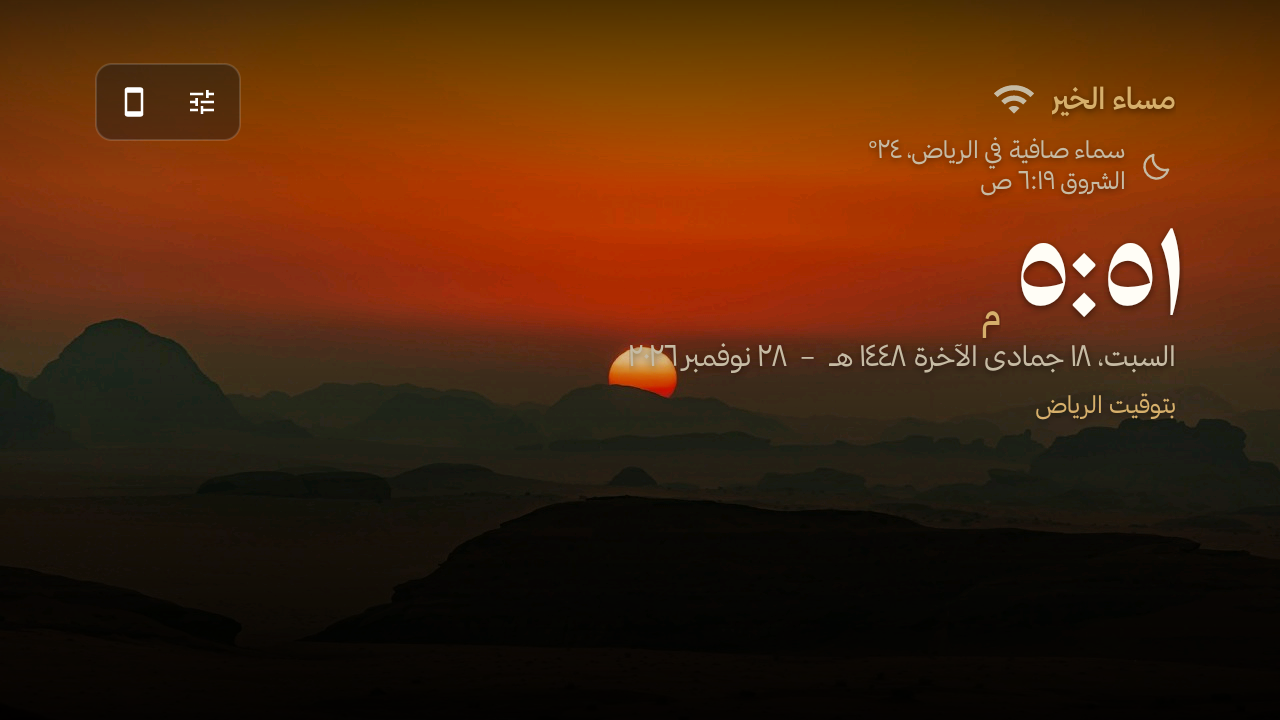 مساء الخير
سماء صافية في الرياض، ٢٤°
الشروق ٦:١٩ ص
٥:٥١ م
السبت، ١٨ جمادى الآخرة ١٤٤٨ هـ – ٢٨ نوفمبر ٢٠٢٦
بتوقيت الرياض